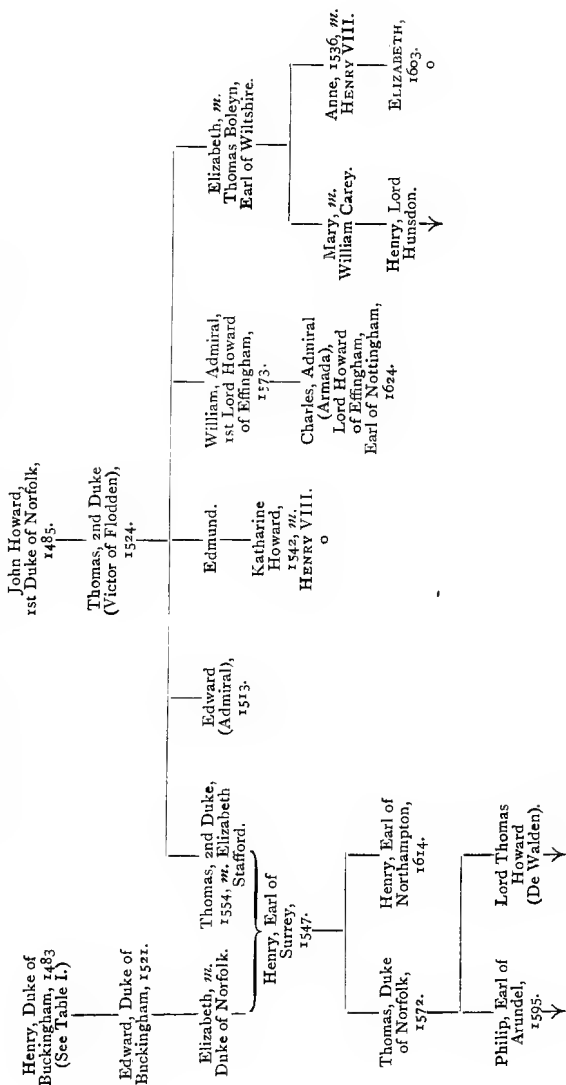 John Howard,
1st Duke of Norfolk,
1485.
Thomas, 2nd Duke
(Victor of Flodden),
1524.
Henry, Duke of
Buckingham, 1483
(See Table I.)
Edward, Duke of
Buckingham, 1521.
Elizabeth, m.
Duke of Norfolk.
Thomas, 2nd Duke,
1554, m. Elizabeth
Stafford.
Edward
(Admiral),
1513.
Edmund.
William, Admiral,
1st Lord Howard
of Effingham,
1573.
Elizabeth, m.
Thomas Boleyn,
Earl of Wiltshire.
Henry, Earl of
Surrey,
1547.
Katharine
Howard,
1542, m.
HENRY VIII.
o
Charles, Admiral
(Armada),
Lord Howard
of Effingham,
Earl of Nottingham,
1624.
Mary, m.
William Carey.
Anne, 1536, m.
HENRY VIII.
Thomas, Duke
of Norfolk,
1572.
Henry, Earl of
Northampton,
1614.
Henry, Lord
Hunsdon.
ELIZABETH,
1603.
o
Philip, Earl of
Arundel,
1595.
Lord Thomas
Howard
(De Walden).